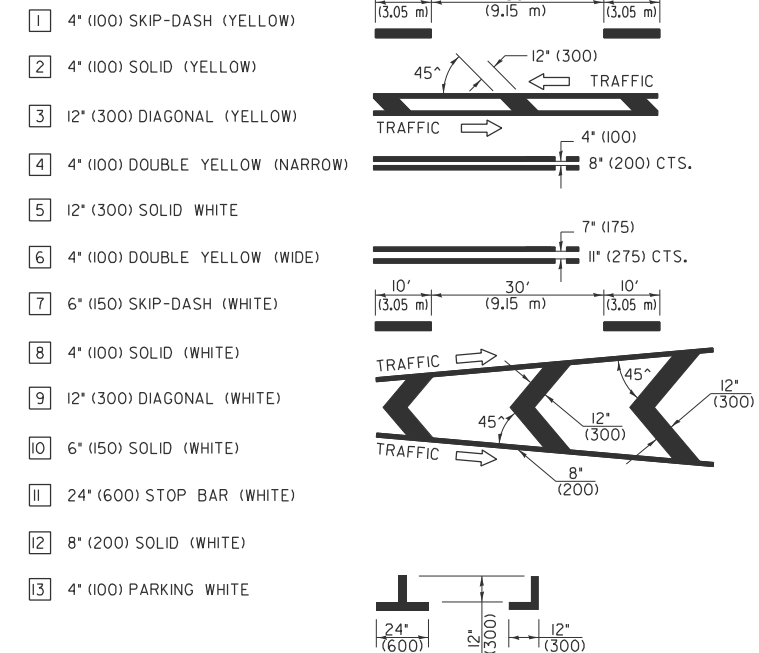 (3.05 m) (9.15 m) (3.05 m)
1 4" (100) SKIP-DASH (YELLOW)
2 4" (100) SOLID (YELLOW)
45^ 12" (300)
TRAFFIC
3 12" (300) DIAGONAL (YELLOW)
TRAFFIC
4" (100)
4 4" (100) DOUBLE YELLOW (NARROW)
8" (200) CTS.
5 12" (300) SOLID WHITE
7" (175)
6 4" (100) DOUBLE YELLOW (WIDE)
11" (275) CTS.
10' 30' 10'
7 6" (150) SKIP-DASH (WHITE)
(3.05 m) (9.15 m) (3.05 m)
8 4" (100) SOLID (WHITE)
TRAFFIC
45^
9 12" (300) DIAGONAL (WHITE)
12"
(300)
45^
12"
(300)
10 6" (150) SOLID (WHITE)
TRAFFIC
8"
(200)
11 24" (600) STOP BAR (WHITE)
12 8" (200) SOLID (WHITE)
13 4" (100) PARKING WHITE
24"
(600)
12"
(300)
12"
(300)